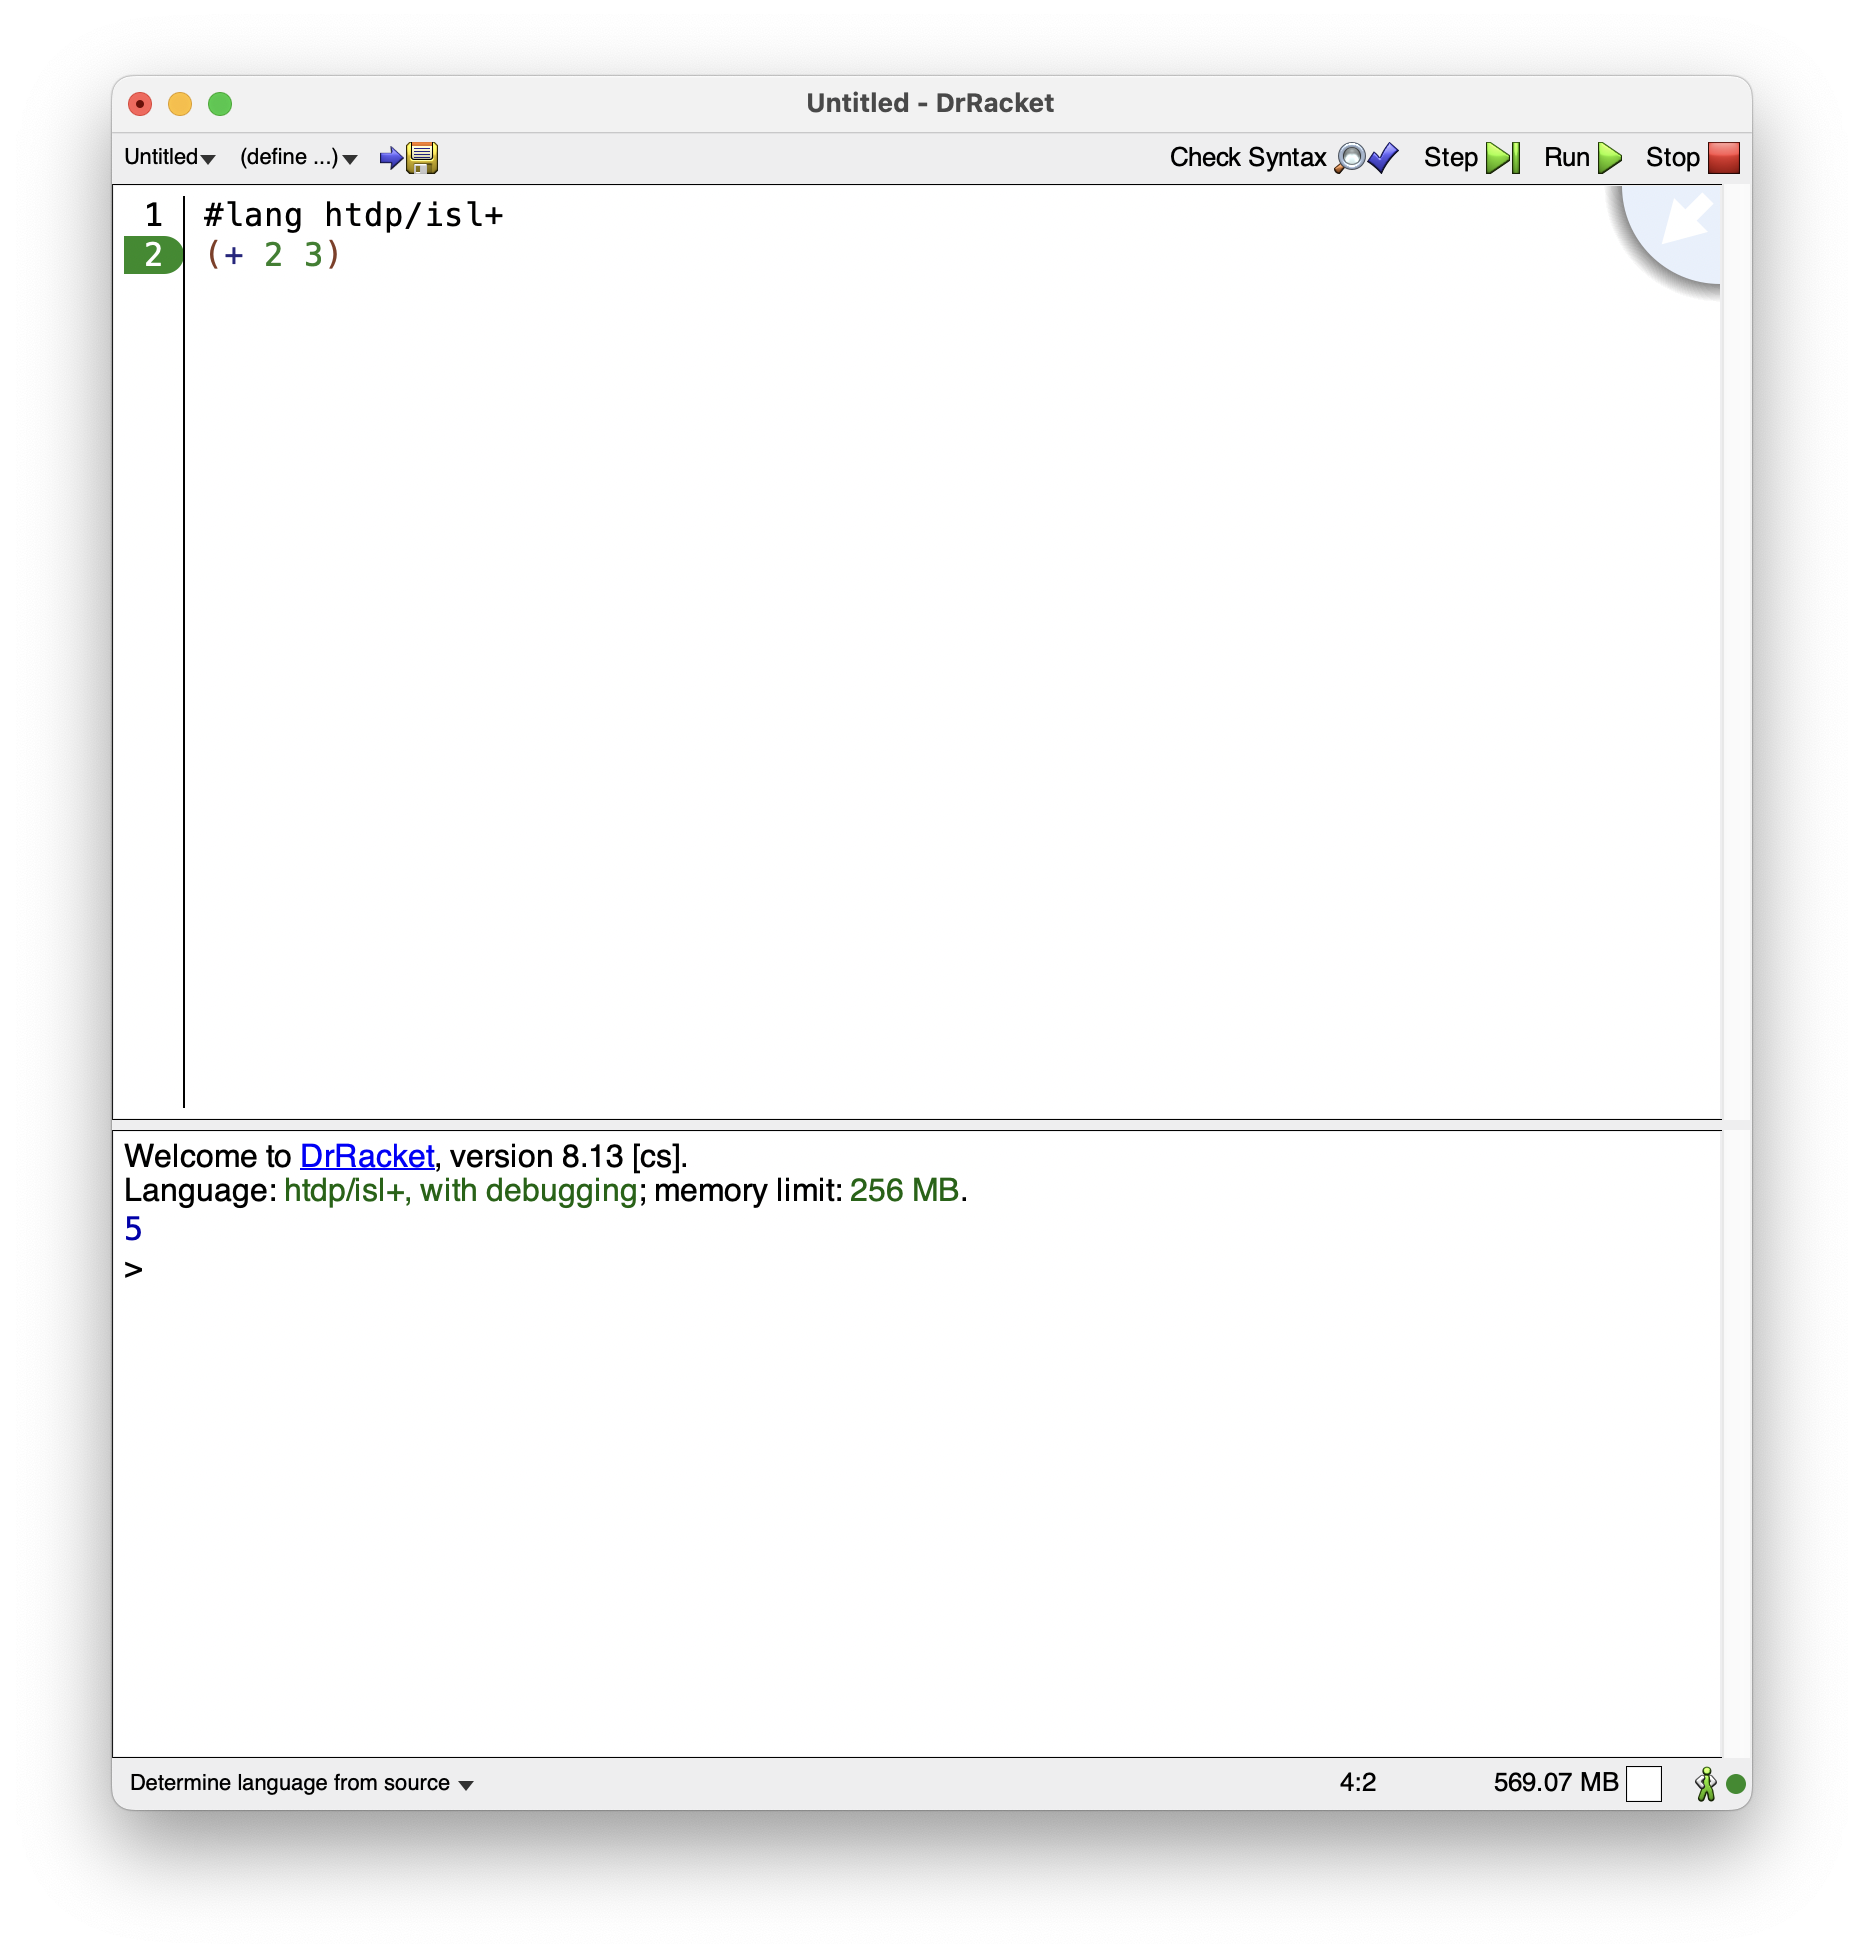 Untitled - DrRacket
Untitled (define ...) Check Syntax Step Run Stop
1 #lang htdp/isl+
2 (+ 2 3)
Welcome to DrRacket, version 8.13 [cs].
Language: htdp/isl+, with debugging; memory limit: 256 MB.
5
>
Determine language from source 4:2 569.07 MB